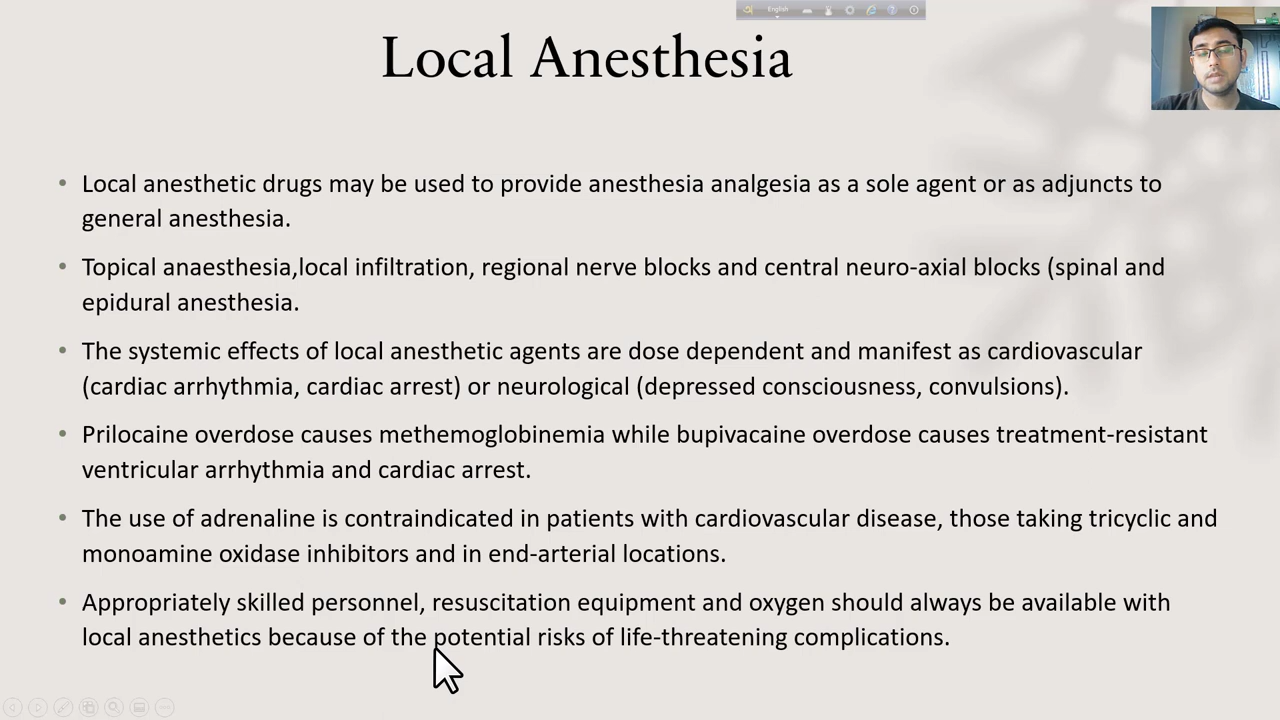 English
Local Anesthesia
• Local anesthetic drugs may be used to provide anesthesia analgesia as a sole agent or as adjuncts to
general anesthesia.
• Topical anaesthesia,local infiltration, regional nerve blocks and central neuro-axial blocks (spinal and
epidural anesthesia.
• The systemic effects of local anesthetic agents are dose dependent and manifest as cardiovascular
(cardiac arrhythmia, cardiac arrest) or neurological (depressed consciousness, convulsions).
• Prilocaine overdose causes methemoglobinemia while bupivacaine overdose causes treatment-resistant
ventricular arrhythmia and cardiac arrest.
• The use of adrenaline is contraindicated in patients with cardiovascular disease, those taking tricyclic and
monoamine oxidase inhibitors and in end-arterial locations.
• Appropriately skilled personnel, resuscitation equipment and oxygen should always be available with
local anesthetics because of the potential risks of life-threatening complications.